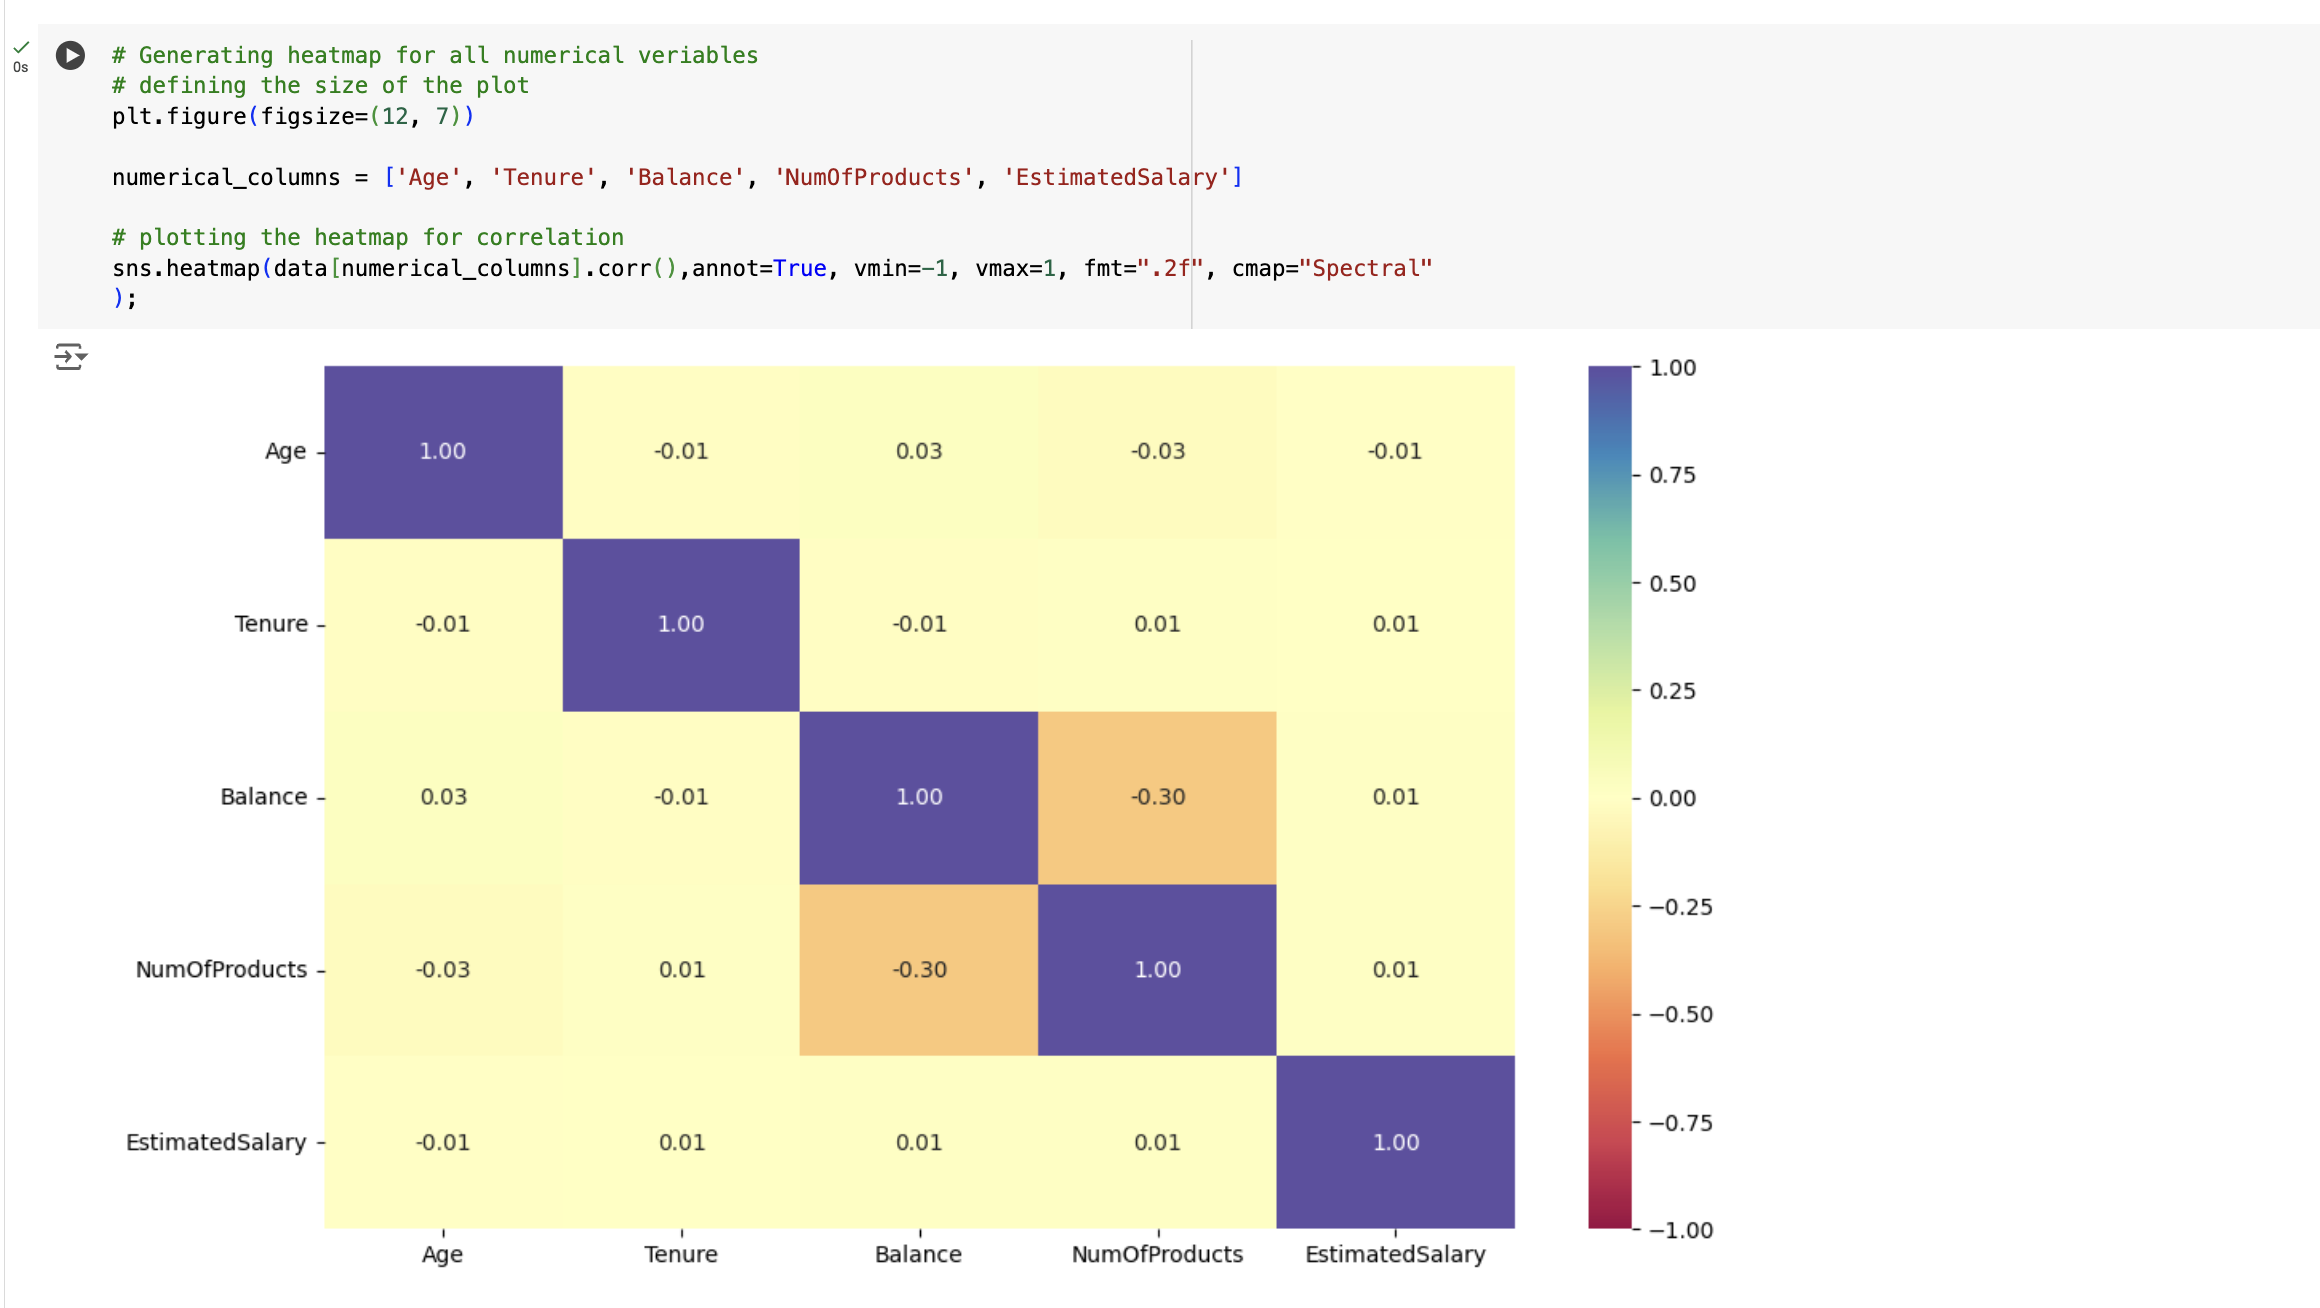 0s
# Generating heatmap for all numerical veriables
# defining the size of the plot
plt.figure(figsize=(12, 7))
numerical_columns = ['Age', 'Tenure', 'Balance', 'NumOfProducts', 'EstimatedSalary']
# plotting the heatmap for correlation
sns.heatmap(data[numerical_columns].corr(),annot=True, vmin=-1, vmax=1, fmt=".2f", cmap="Spectral"
);
Age 1.00 -0.01 0.03 -0.03 -0.01
Tenure -0.01 1.00 -0.01 0.01 0.01
Balance 0.03 -0.01 1.00 -0.30 0.01
NumOfProducts -0.03 0.01 -0.30 1.00 0.01
EstimatedSalary -0.01 0.01 0.01 0.01 1.00
Age Tenure Balance NumOfProducts EstimatedSalary
1.00
0.75
0.50
0.25
0.00
−0.25
−0.50
−0.75
−1.00